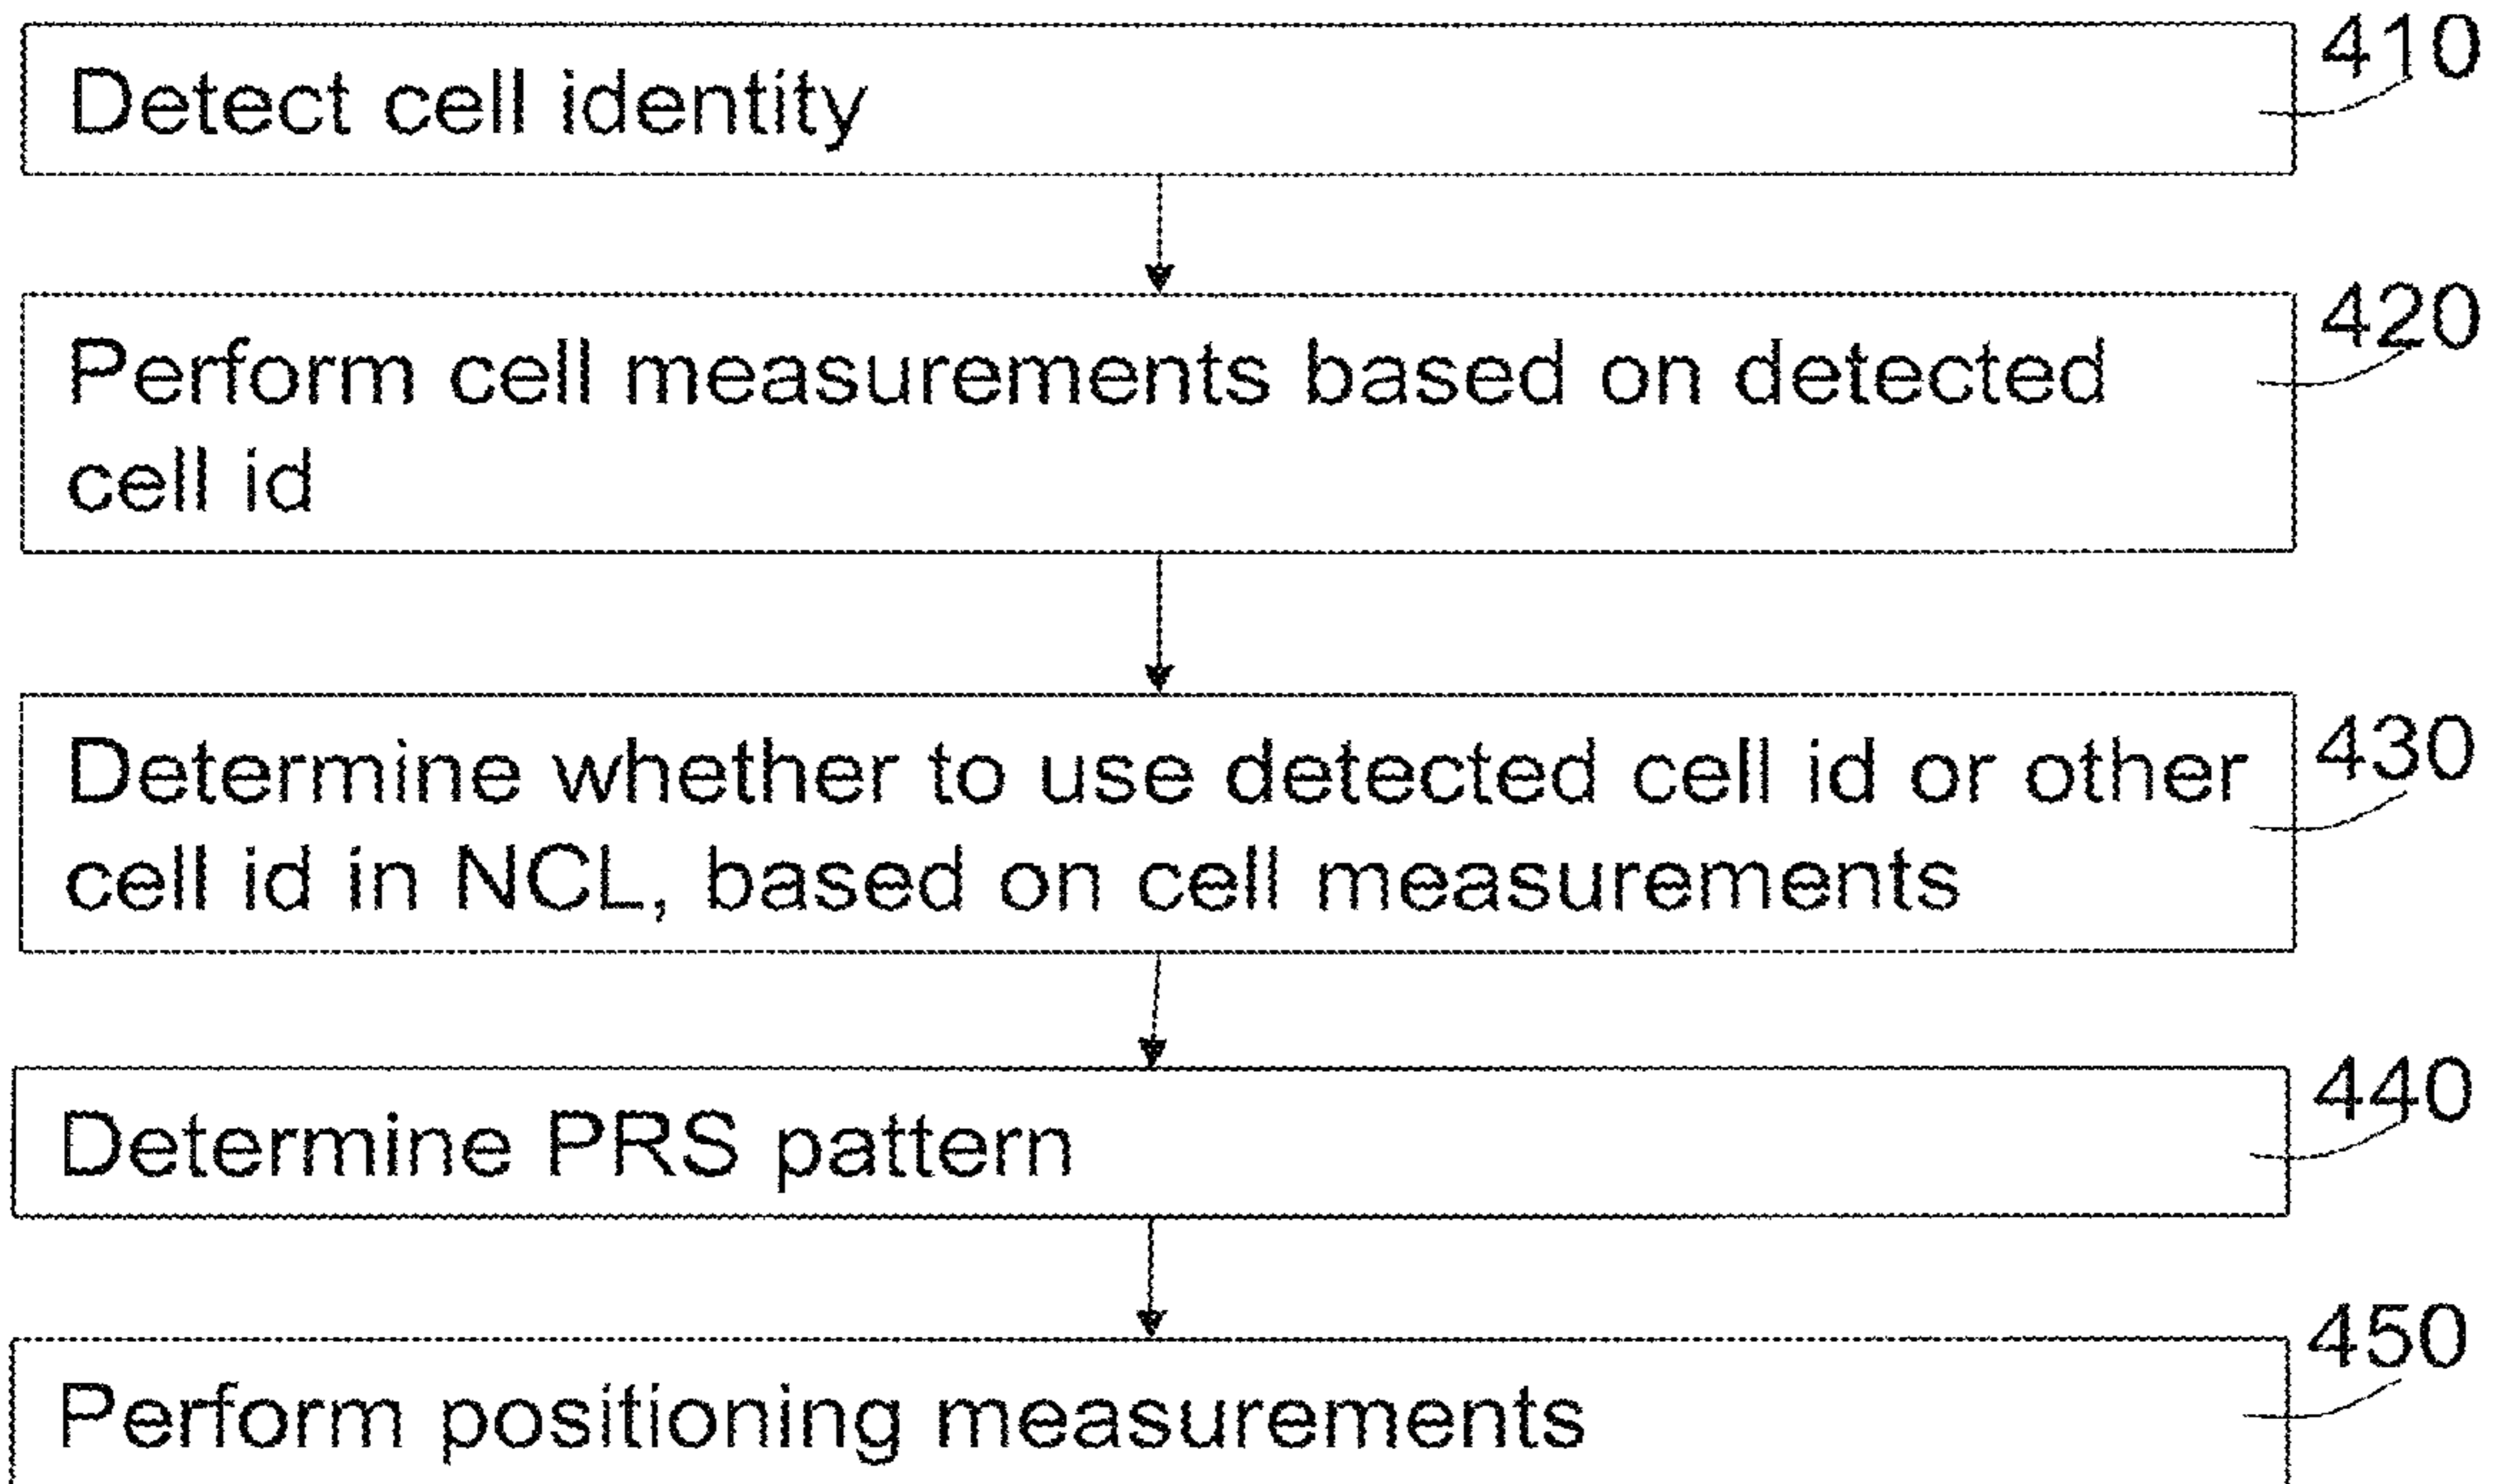 Detect cell identity
410
Perform cell measurements based on detected
cell id
420
Determine whether to use detected cell id or other
cell id in NCL, based on cell measurements
430
Determine PRS pattern
440
Perform positioning measurements
450